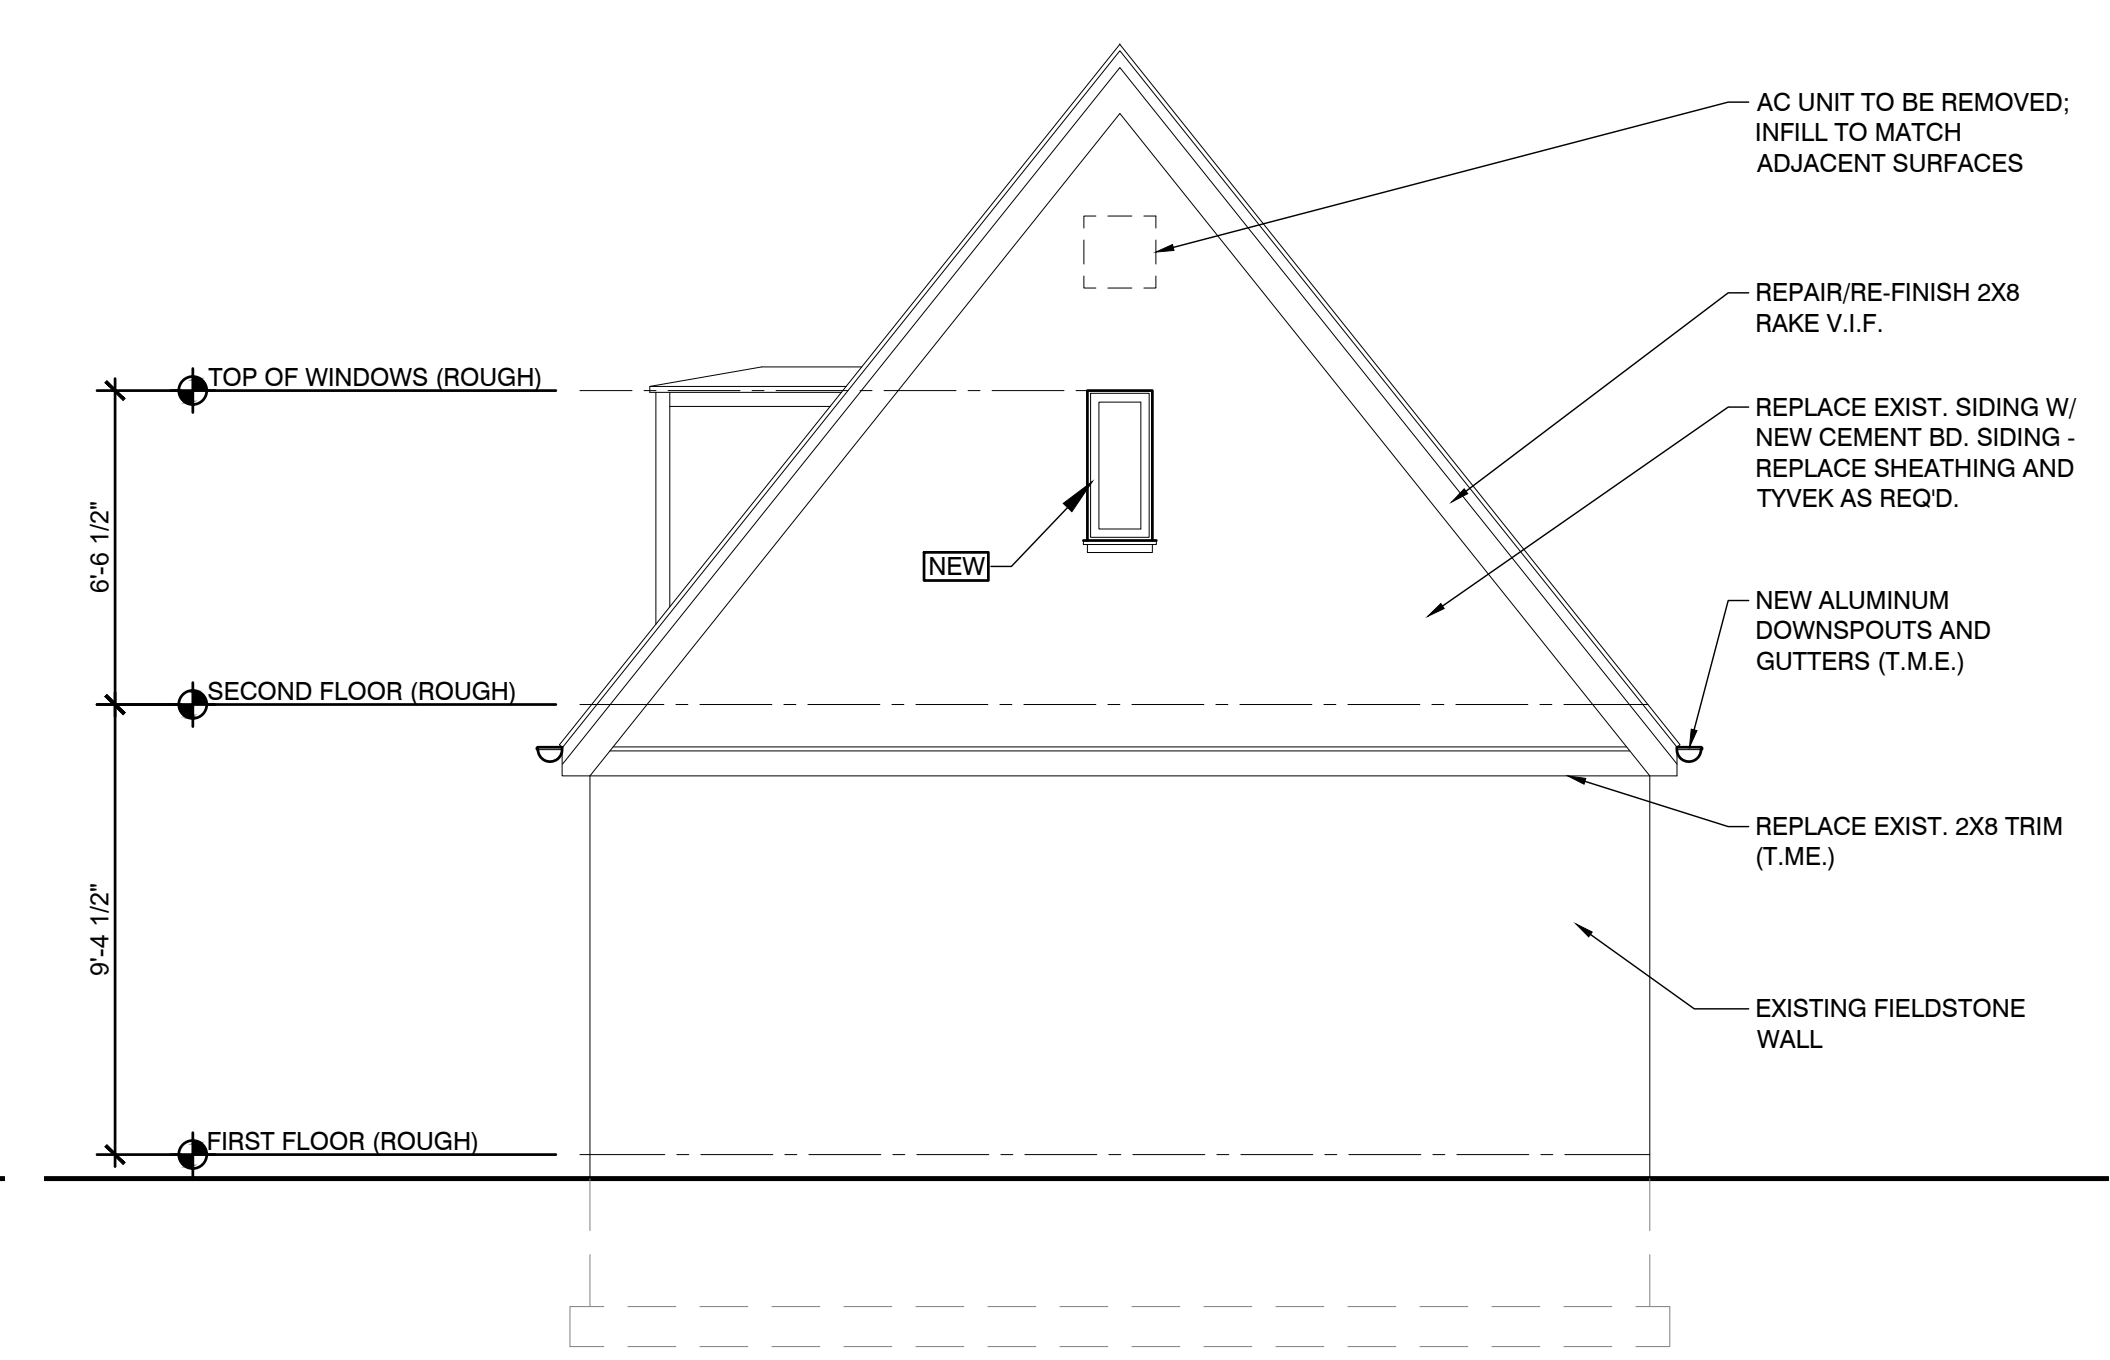 AC UNIT TO BE REMOVED;
INFILL TO MATCH
ADJACENT SURFACES
REPAIR/RE-FINISH 2X8
RAKE V.I.F.
TOP OF WINDOWS (ROUGH)
REPLACE EXIST. SIDING W/
NEW CEMENT BD. SIDING -
REPLACE SHEATHING AND
TYVEK AS REQ'D.
6'-6 1/2"
NEW
NEW ALUMINUM
DOWNSPOUTS AND
GUTTERS (T.M.E.)
SECOND FLOOR (ROUGH)
REPLACE EXIST. 2X8 TRIM
(T.ME.)
9'-4 1/2"
EXISTING FIELDSTONE
WALL
FIRST FLOOR (ROUGH)